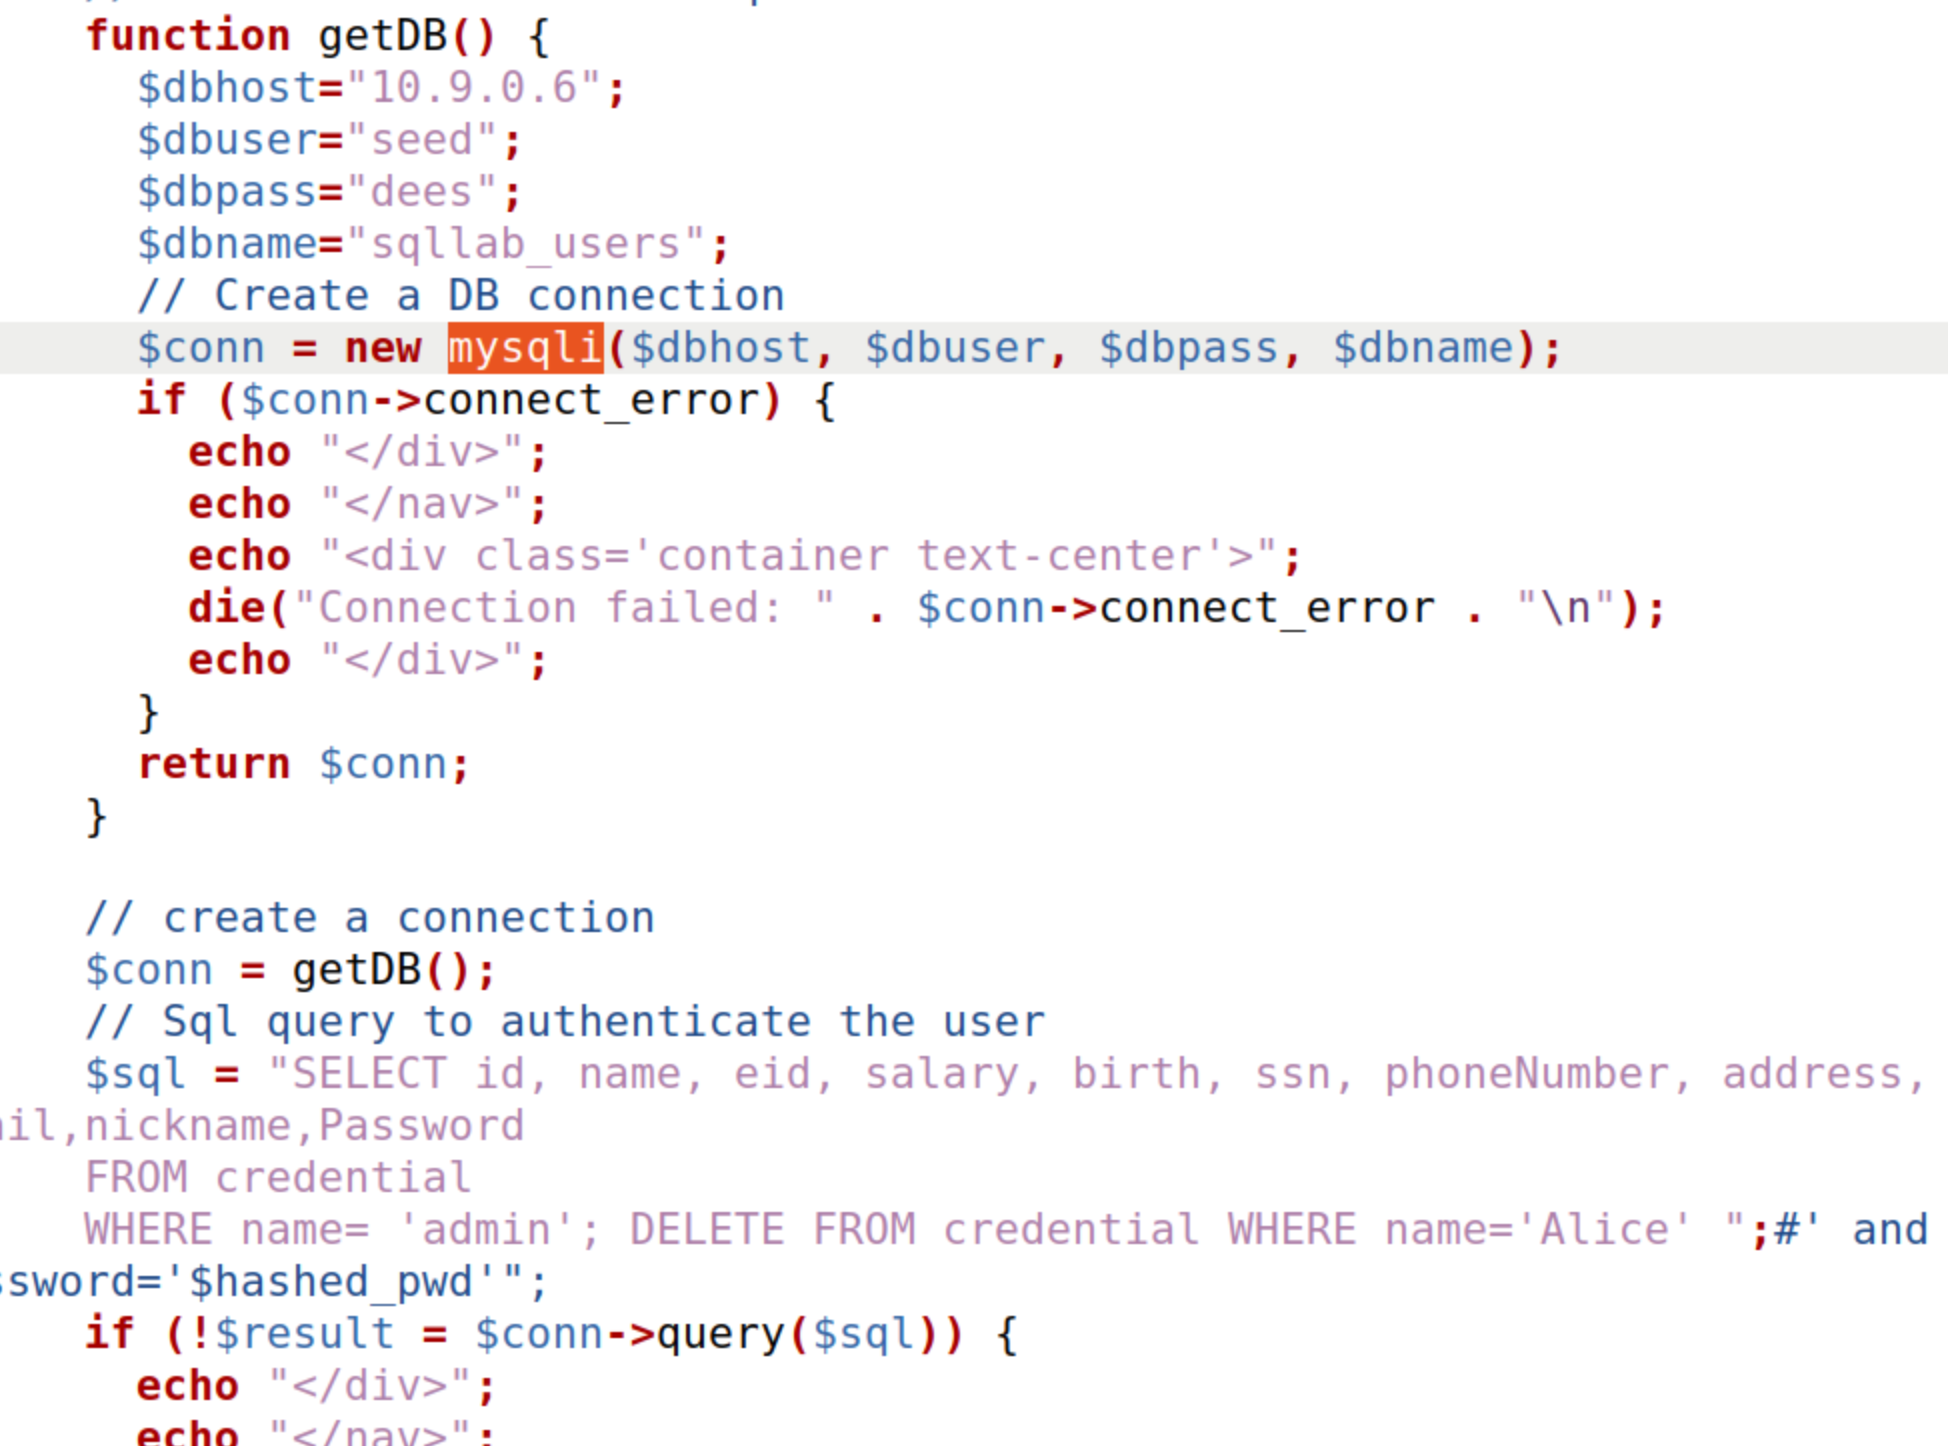 function getDB() {
$dbhost="10.9.0.6";
$dbuser="seed";
$dbpass="dees";
$dbname="sqllab_users";
// Create a DB connection
$conn = new mysqli($dbhost, $dbuser, $dbpass, $dbname);
if ($conn->connect_error) {
echo "</div>";
echo "</nav>";
echo "<div class='container text-center'>";
die("Connection failed: " . $conn->connect_error . "\n");
echo "</div>";
}
return $conn;
}
// create a connection
$conn = getDB();
// Sql query to authenticate the user
$sql = "SELECT id, name, eid, salary, birth, ssn, phoneNumber, address,
ail,nickname,Password
FROM credential
WHERE name= 'admin'; DELETE FROM credential WHERE name='Alice' ";#' and
ssword='$hashed_pwd'";
if (!$result = $conn->query($sql)) {
echo "</div>";
echo "</nav>";